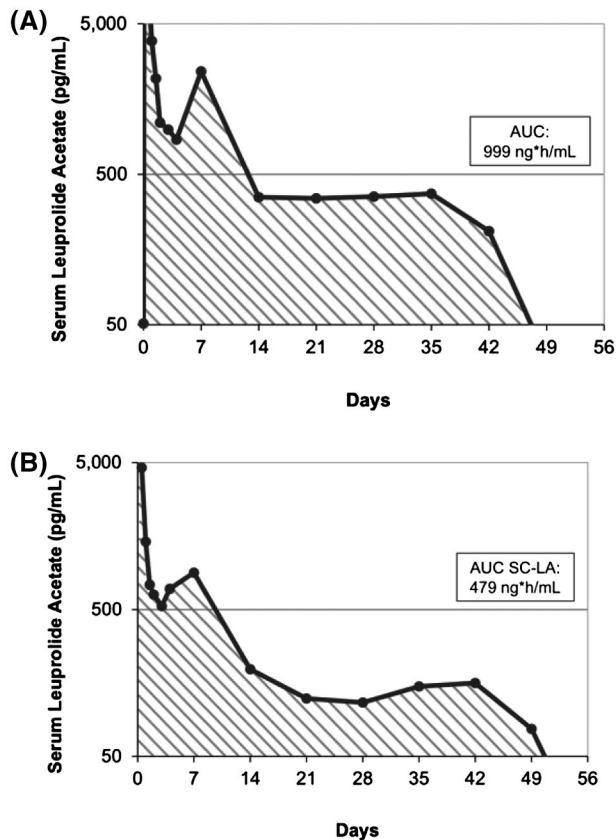 (A)
Serum Leuprolide Acetate (pg/mL)
5,000
500
50
AUC:
999 ng*h/mL
0 7 14 21 28 35 42 49 56
Days
(B)
Serum Leuprolide Acetate (pg/mL)
5,000
500
50
AUC SC-LA:
479 ng*h/mL
0 7 14 21 28 35 42 49 56
Days